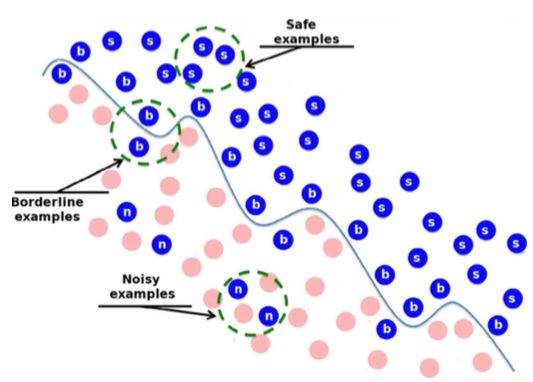 Safe
examples
s s
b s s
b b s s s
b b s s s
b b s s s
s s s
b b s
Borderline
examples
n s
b s
n b s s
s
b s
Noisy
examples
n b s
b
n b b